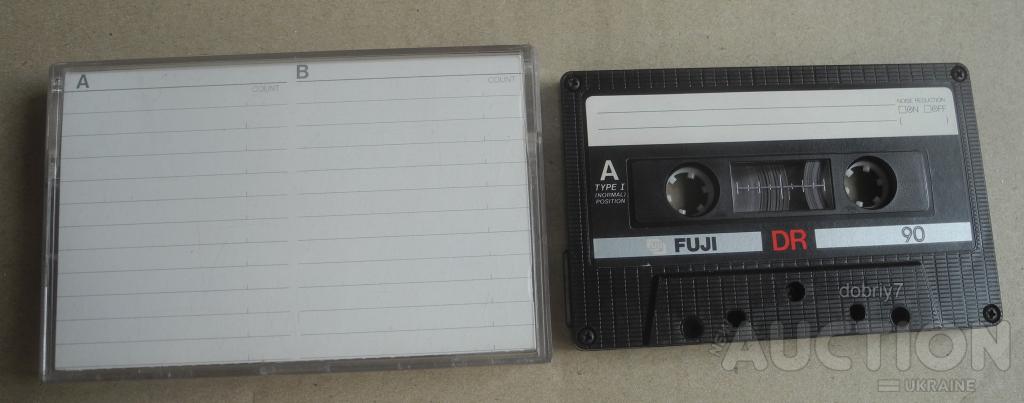 A
COUNT
B
COUNT
NOISE REDUCTION
☐ON ☐OFF
( )
A
TYPE I
(NORMAL)
POSITION
FUJI
DR
90
dobriy7
AUCTION
UKRAINE